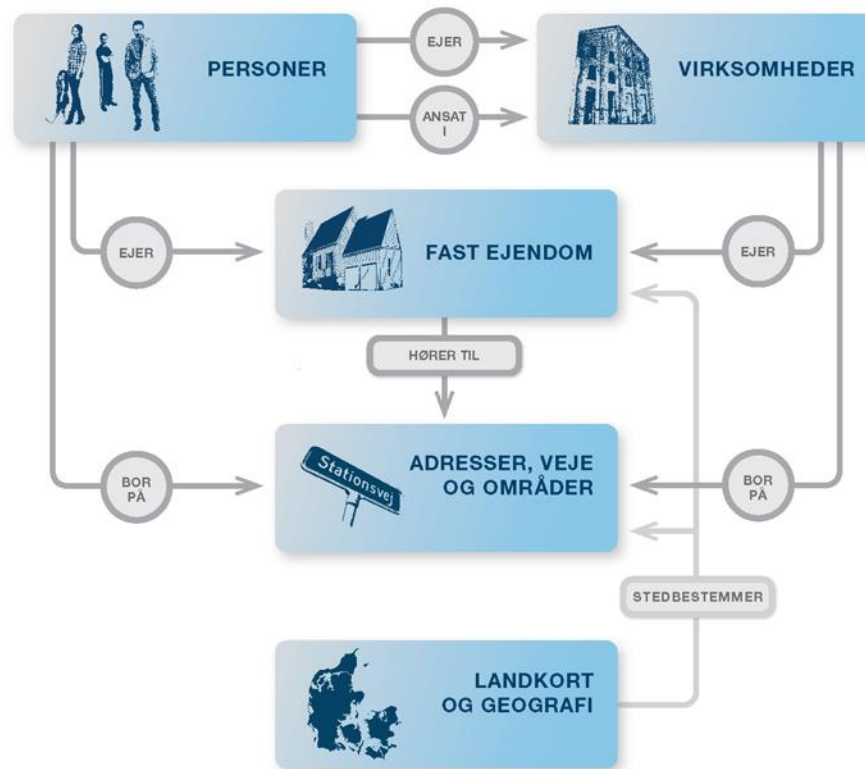 PERSONER
EJER
VIRKSOMHEDER
ANSAT
I
EJER
FAST EJENDOM
EJER
HØRER TIL
BOR
PÅ
Stationsvej
ADRESSER, VEJE
OG OMRÅDER
BOR
PÅ
STEDBESTEMMER
LANDKORT
OG GEOGRAFI